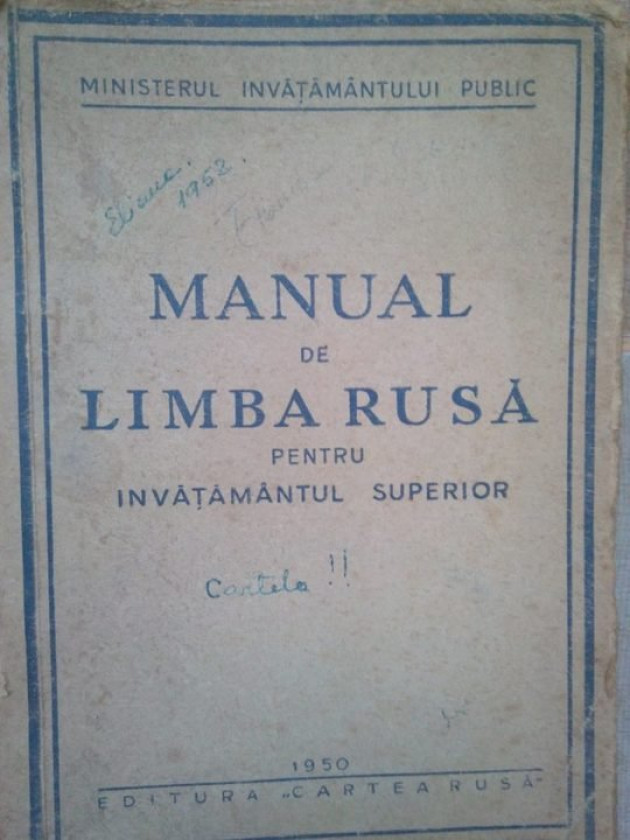 MINISTERUL INVĂȚĂMÂNTULUI PUBLIC
1952.
MANUAL
DE
LIMBA RUSĂ
PENTRU
INVĂȚĂMÂNTUL SUPERIOR
!!
1950
EDITURA „CARTEA RUSĂ"